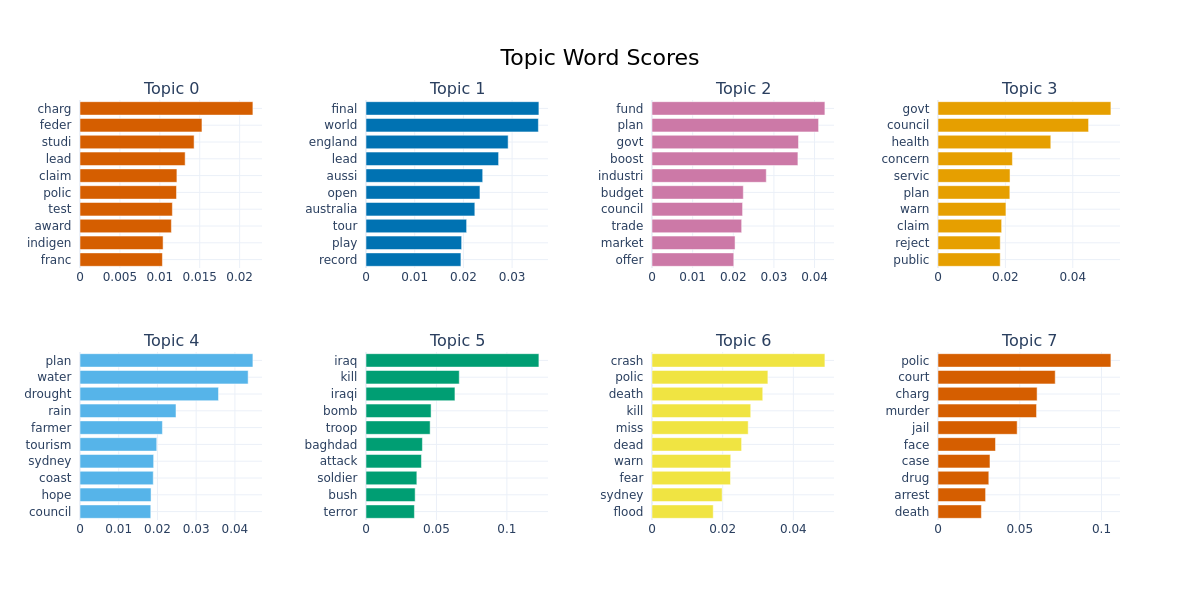 Topic Word Scores
Topic 0
charg
feder
studi
lead
claim
polic
test
award
indigen
franc
0 0.005 0.01 0.015 0.02
Topic 1
final
world
england
lead
aussi
open
australia
tour
play
record
0 0.01 0.02 0.03
Topic 2
fund
plan
govt
boost
industri
budget
council
trade
market
offer
0 0.01 0.02 0.03 0.04
Topic 3
govt
council
health
concern
servic
plan
warn
claim
reject
public
0 0.02 0.04
Topic 4
plan
water
drought
rain
farmer
tourism
sydney
coast
hope
council
0 0.01 0.02 0.03 0.04
Topic 5
iraq
kill
iraqi
bomb
troop
baghdad
attack
soldier
bush
terror
0 0.05 0.1
Topic 6
crash
polic
death
kill
miss
dead
warn
fear
sydney
flood
0 0.02 0.04
Topic 7
polic
court
charg
murder
jail
face
case
drug
arrest
death
0 0.05 0.1